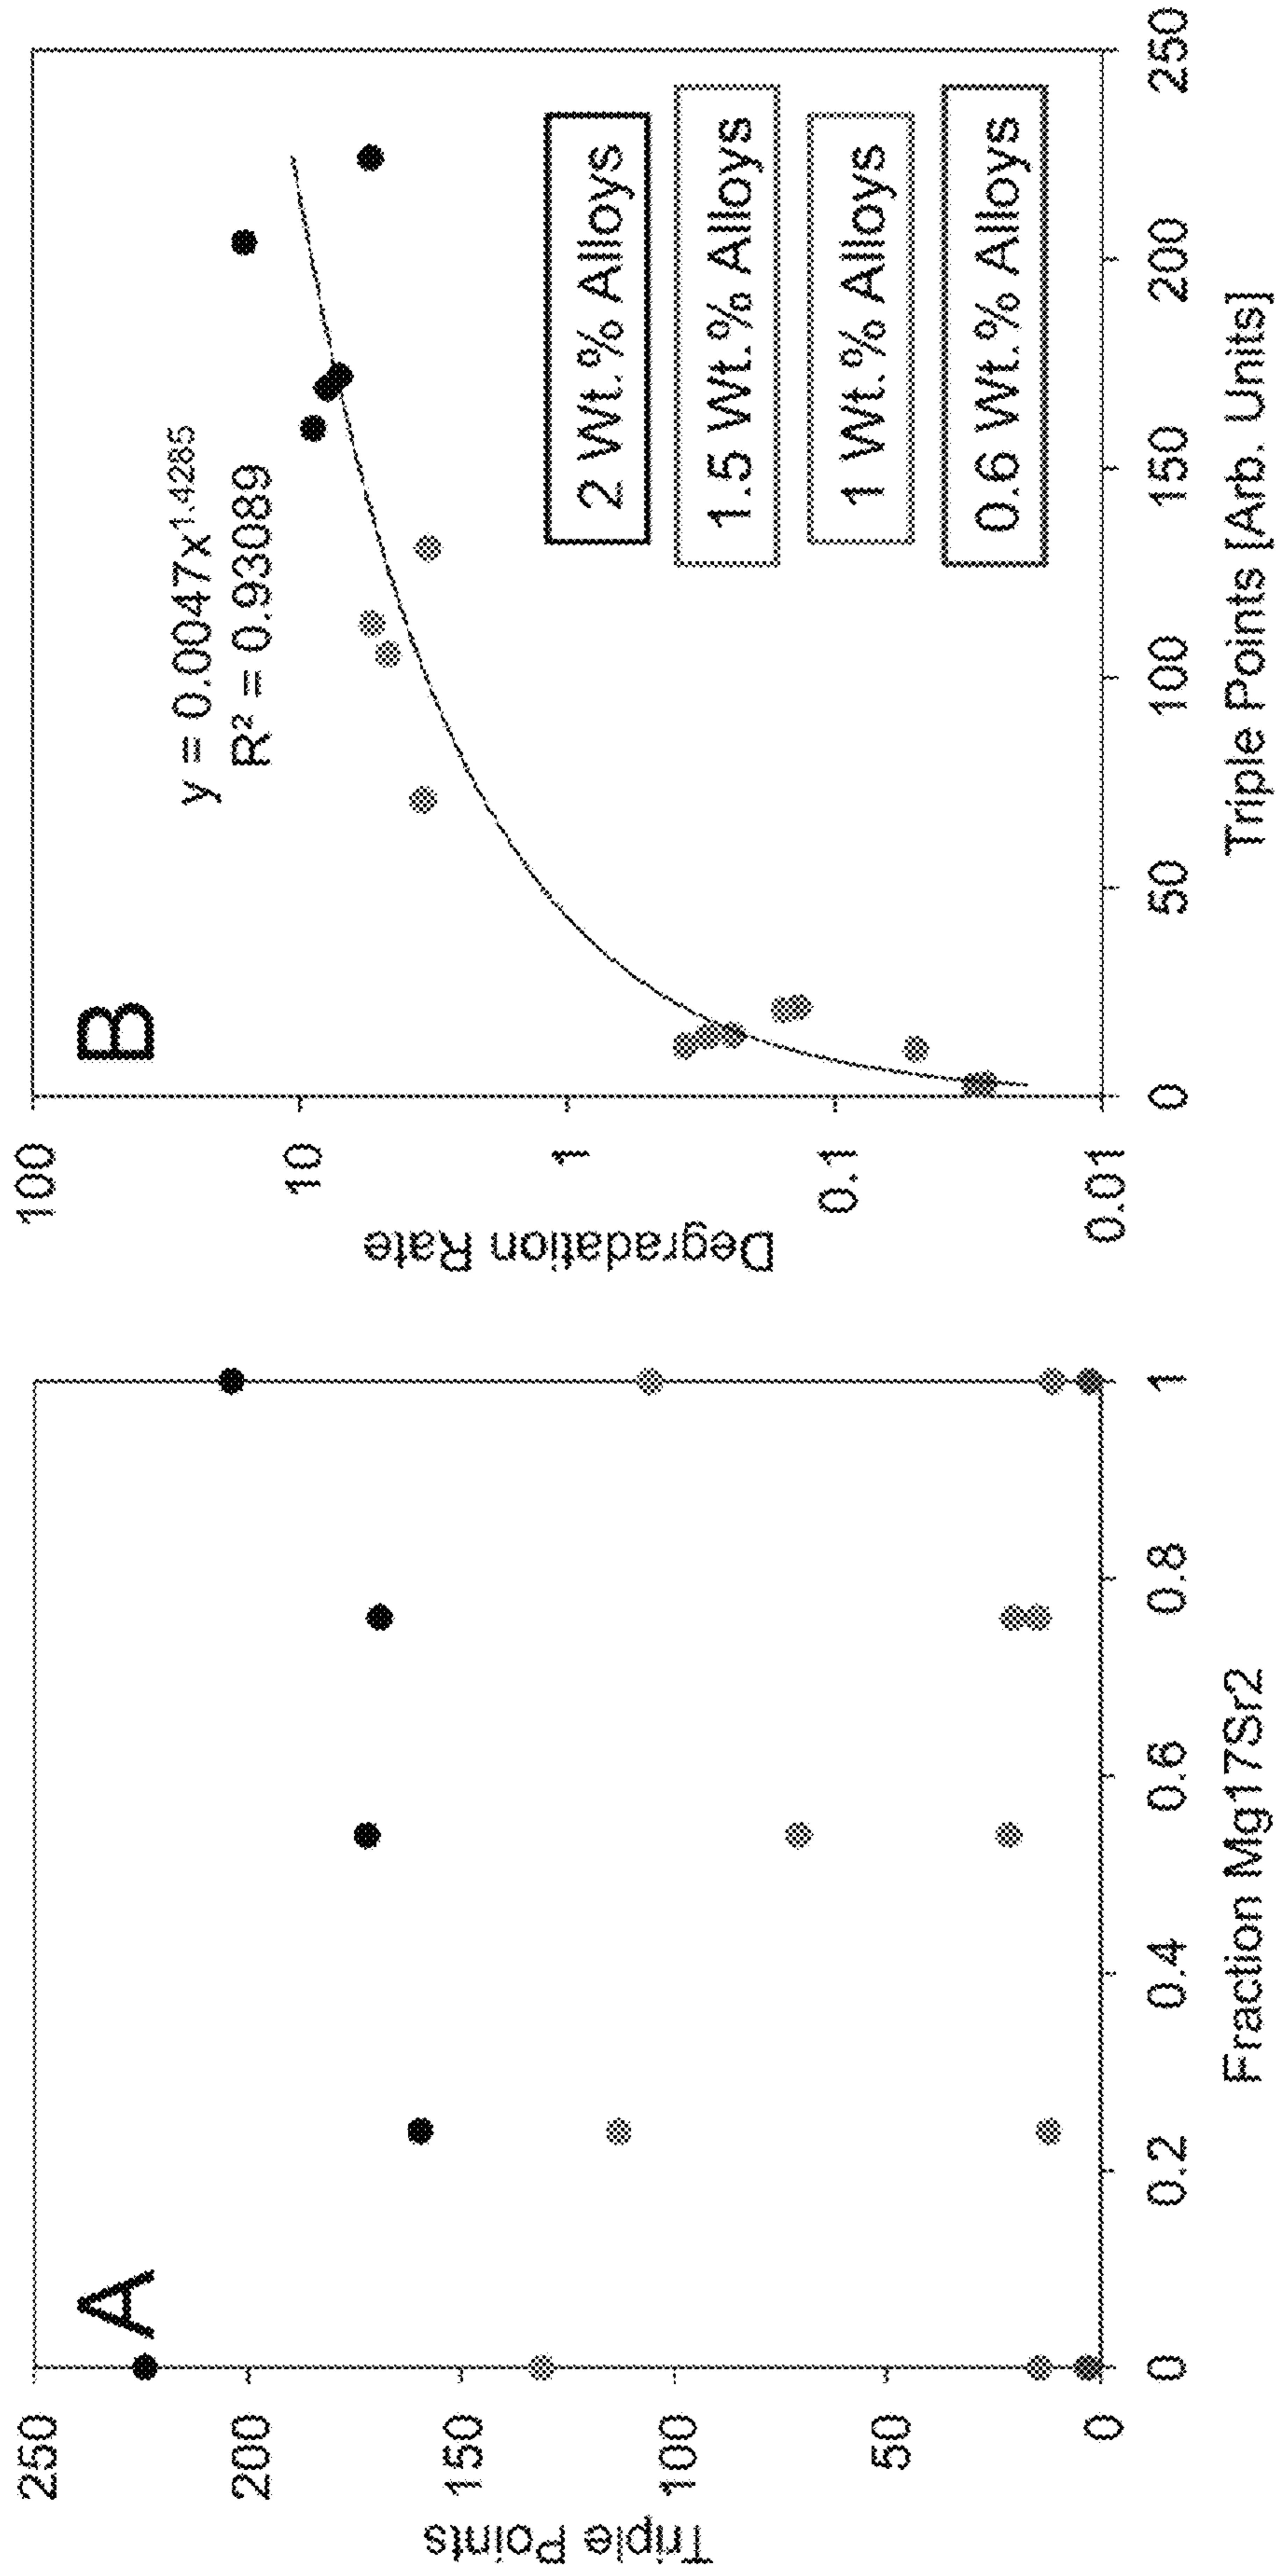 A
250
200
150
100
50
0
Triple Points
0
0.2
0.4
0.6
0.8
1
Fraction Mg17Sr2
B
y = 0.0047x^1.4285
R² = 0.93089
100
10
1
0.1
0.01
Degradation Rate
2 Wt.% Alloys
1.5 Wt.% Alloys
1 Wt.% Alloys
0.6 Wt.% Alloys
0
50
100
150
200
250
Triple Points [Arb. Units]